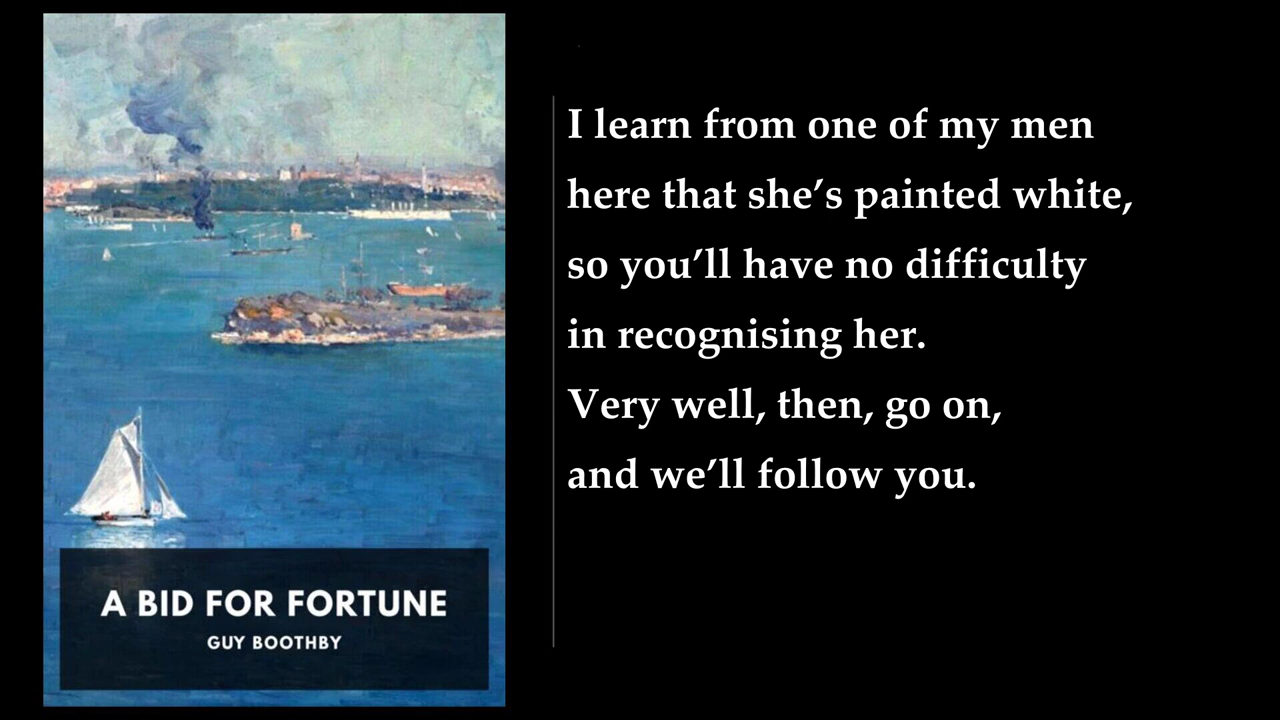 I learn from one of my men
here that she’s painted white,
so you’ll have no difficulty
in recognising her.
Very well, then, go on,
and we’ll follow you.
A BID FOR FORTUNE
GUY BOOTHBY